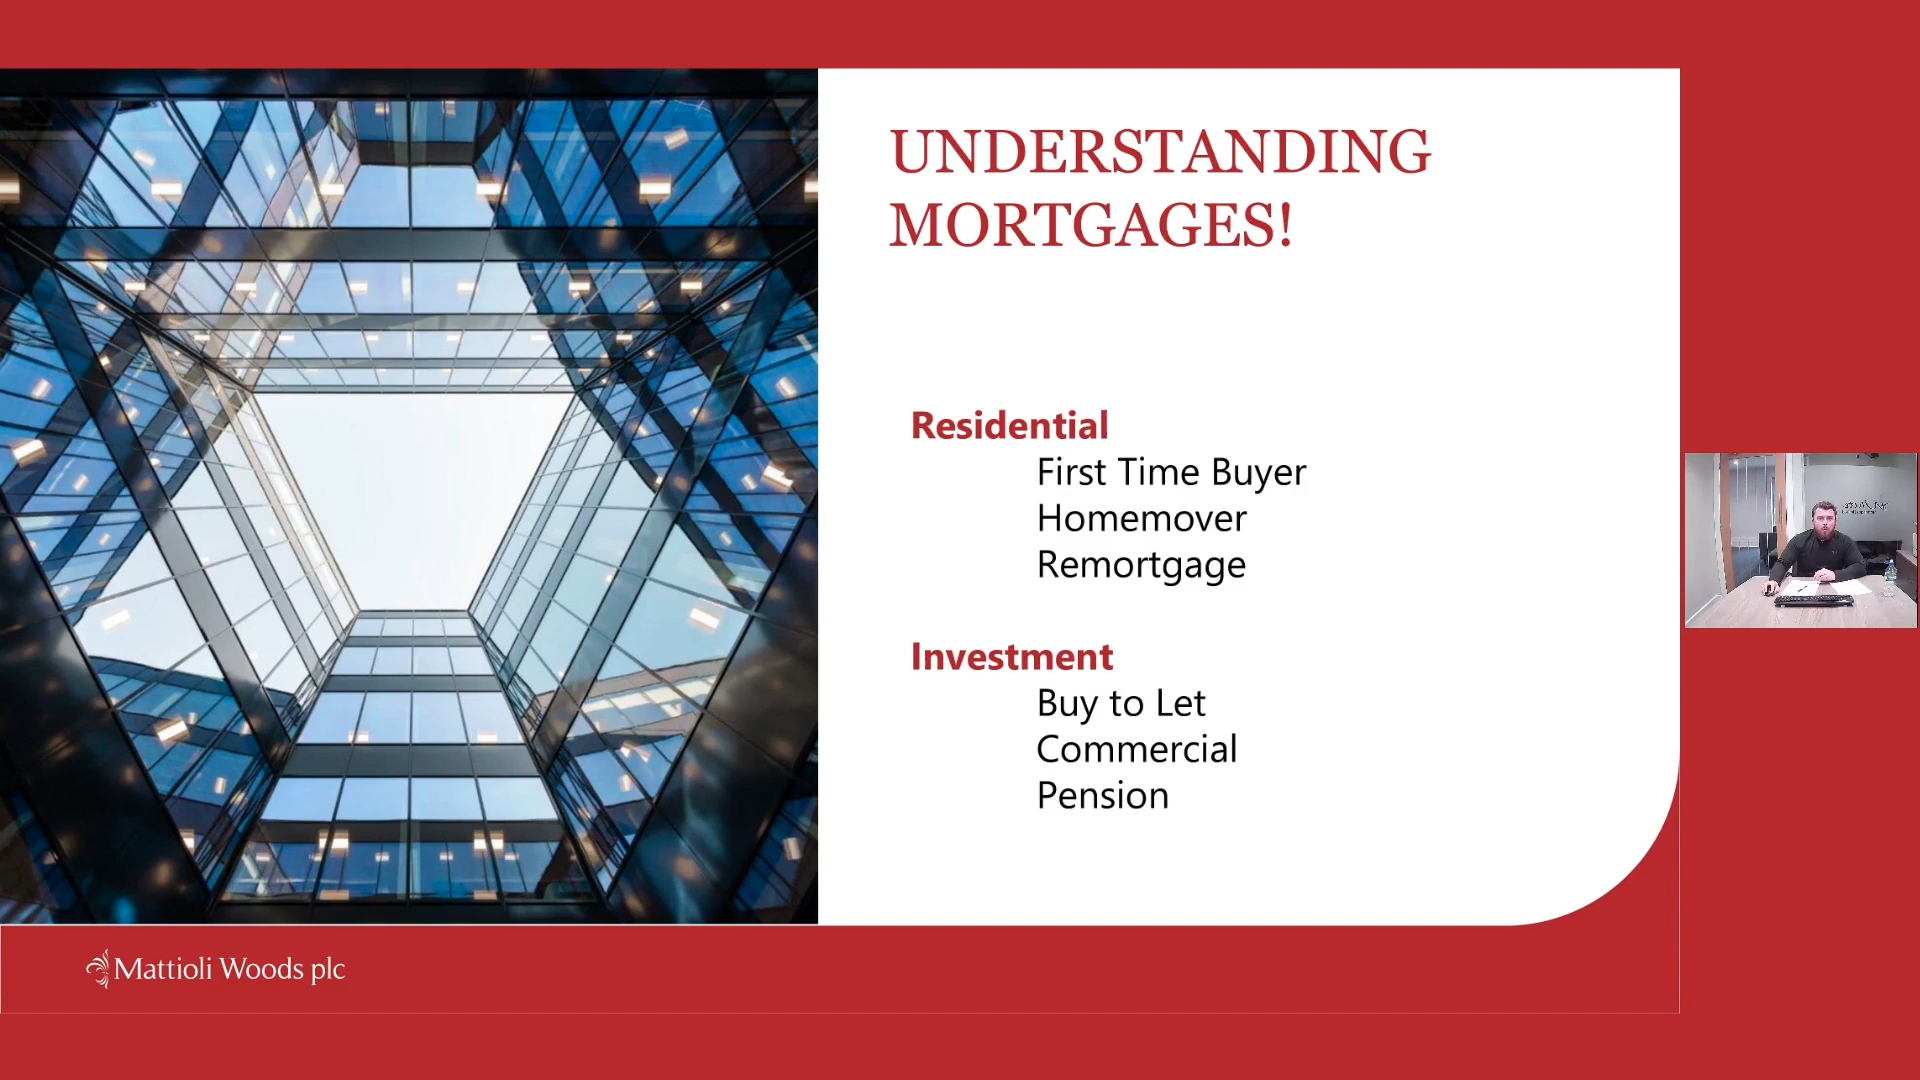 UNDERSTANDING
MORTGAGES!
Residential
First Time Buyer
Homemover
Remortgage
Investment
Buy to Let
Commercial
Pension
Mattioli Woods plc